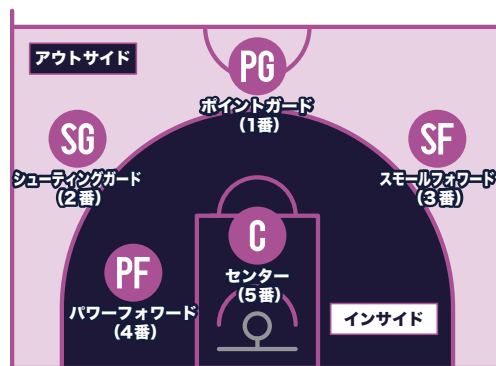 アウトサイド
PG
ポイントガード
(1番)
SG
シューティングガード
(2番)
SF
スモールフォワード
(3番)
C
センター
(5番)
PF
パワーフォワード
(4番)
インサイド